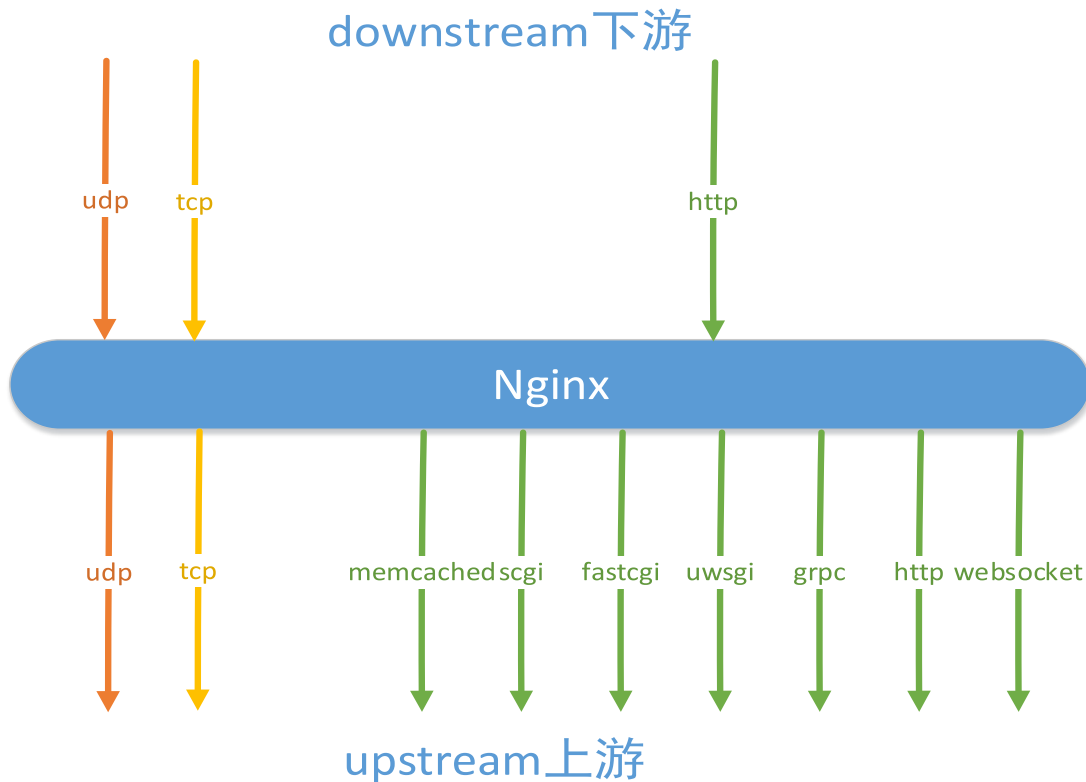 downstream下游
udp tcp http
Nginx
udp tcp memcached scgi fastcgi uwsgi grpc http websocket
upstream上游